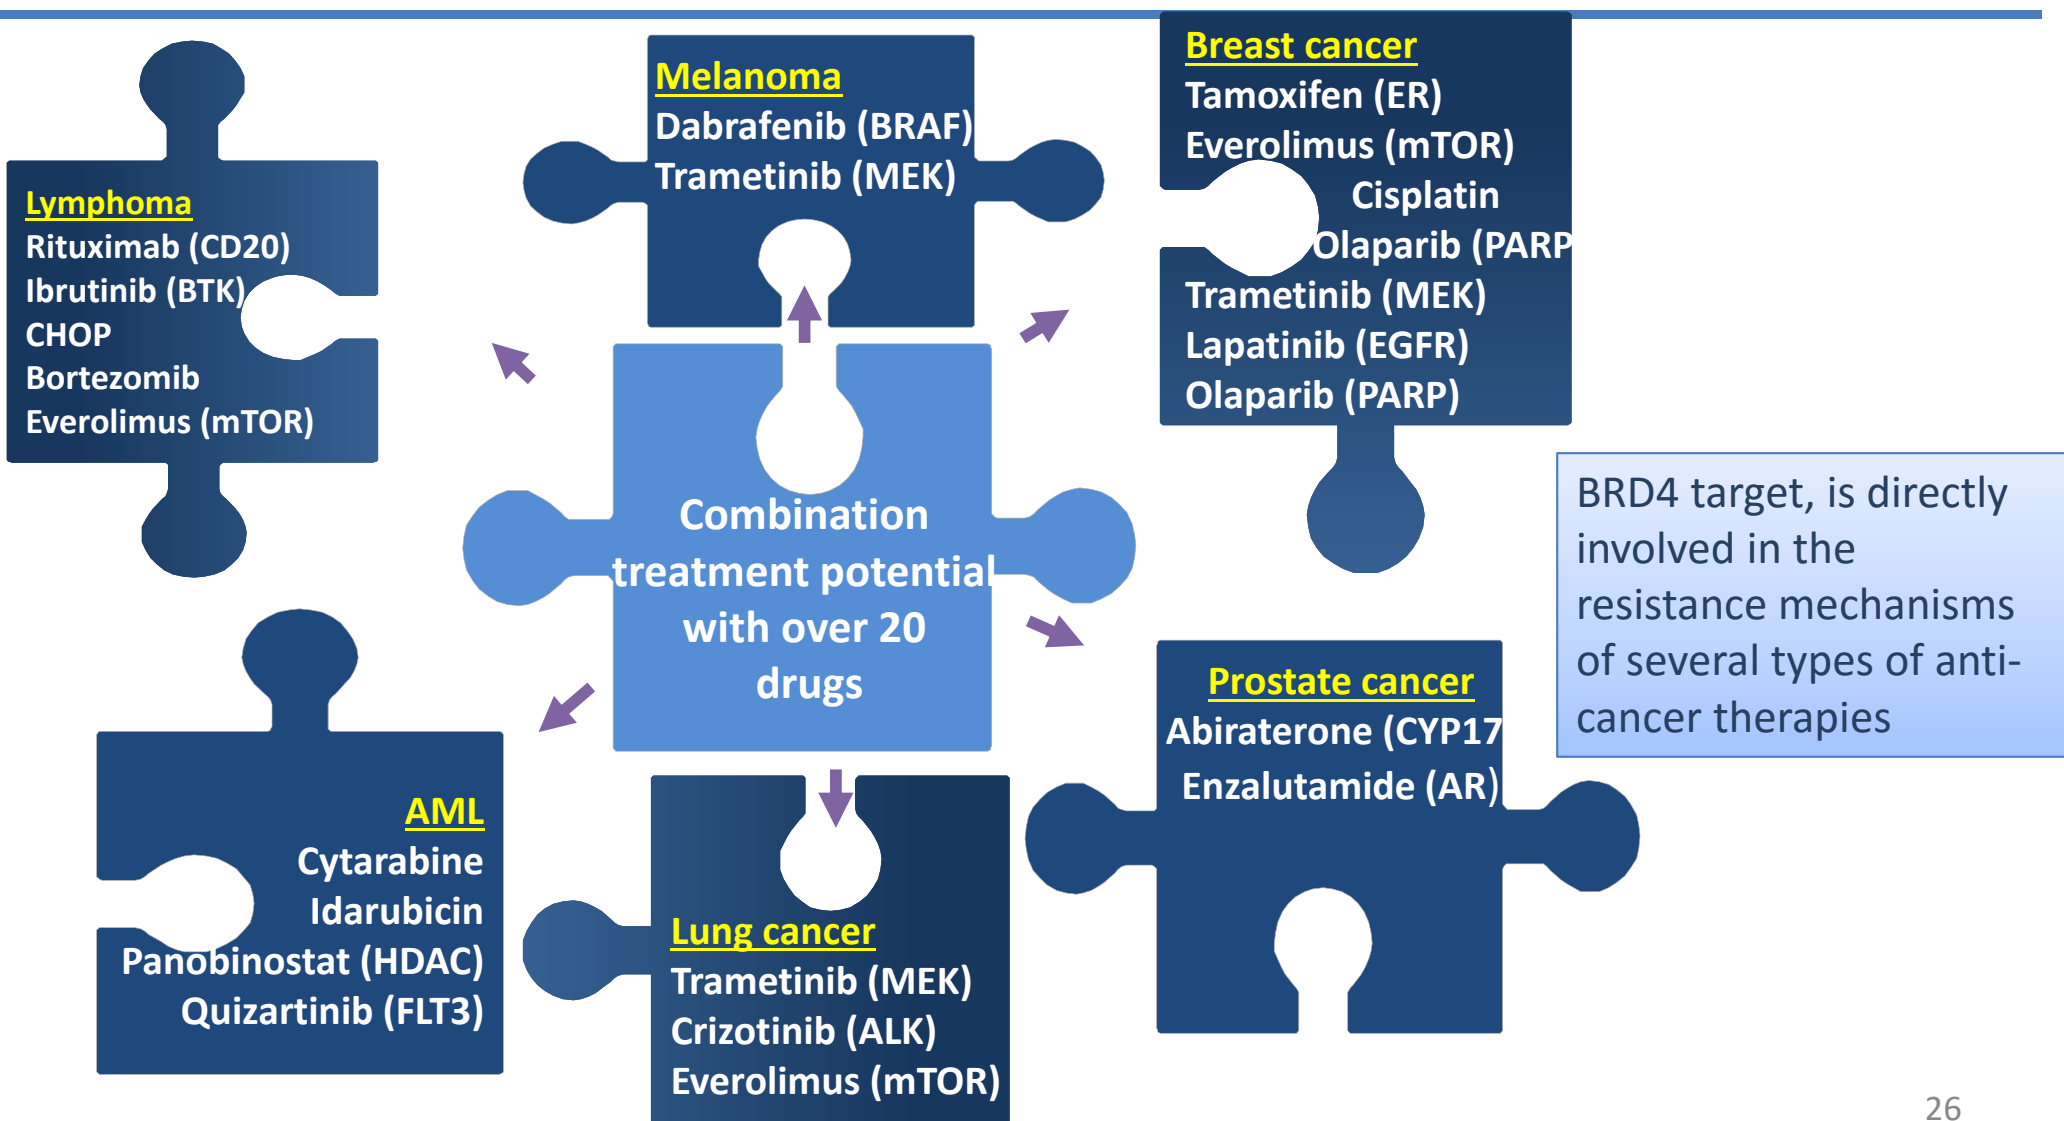 Lymphoma
Rituximab (CD20)
Ibrutinib (BTK)
CHOP
Bortezomib
Everolimus (mTOR)
Melanoma
Dabrafenib (BRAF)
Trametinib (MEK)
Breast cancer
Tamoxifen (ER)
Everolimus (mTOR)
Cisplatin
Olaparib (PARP
Trametinib (MEK)
Lapatinib (EGFR)
Olaparib (PARP)
Combination
treatment potential
with over 20
drugs
BRD4 target, is directly
involved in the
resistance mechanisms
of several types of anti-
cancer therapies
AML
Cytarabine
Idarubicin
Panobinostat (HDAC)
Quizartinib (FLT3)
Lung cancer
Trametinib (MEK)
Crizotinib (ALK)
Everolimus (mTOR)
Prostate cancer
Abiraterone (CYP17
Enzalutamide (AR)
26